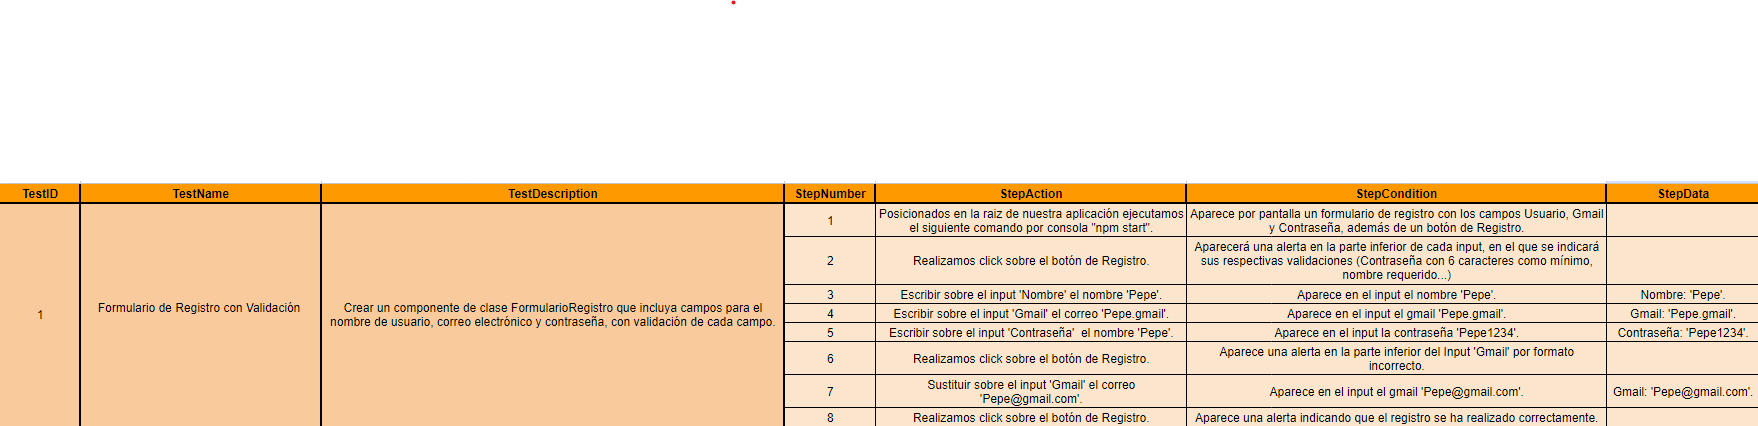 TestID TestName TestDescription StepNumber StepAction StepCondition StepData
1
Formulario de Registro con Validación
Crear un componente de clase FormularioRegistro que incluya campos para el
nombre de usuario, correo electrónico y contraseña, con validación de cada campo.
1
Posicionados en la raiz de nuestra aplicación ejecutamos
el siguiente comando por consola "npm start".
Aparece por pantalla un formulario de registro con los campos Usuario, Gmail
y Contraseña, además de un botón de Registro.
2
Realizamos click sobre el botón de Registro.
Aparecerá una alerta en la parte inferior de cada input, en el que se indicará
sus respectivas validaciones (Contraseña con 6 caracteres como mínimo,
nombre requerido...)
3 Escribir sobre el input 'Nombre' el nombre 'Pepe'. Aparece en el input el nombre 'Pepe'. Nombre: 'Pepe'.
4 Escribir sobre el input 'Gmail' el correo 'Pepe.gmail'. Aparece en el input el gmail 'Pepe.gmail'. Gmail: 'Pepe.gmail'.
5 Escribir sobre el input 'Contraseña'  el nombre 'Pepe'. Aparece en el input la contraseña 'Pepe1234'. Contraseña: 'Pepe1234'.
6
Realizamos click sobre el botón de Registro.
Aparece una alerta en la parte inferior del Input 'Gmail' por formato
incorrecto.
7
Sustituir sobre el input 'Gmail' el correo
'Pepe@gmail.com'.
Aparece en el input el gmail 'Pepe@gmail.com'.
Gmail: 'Pepe@gmail.com'.
8 Realizamos click sobre el botón de Registro. Aparece una alerta indicando que el registro se ha realizado correctamente.